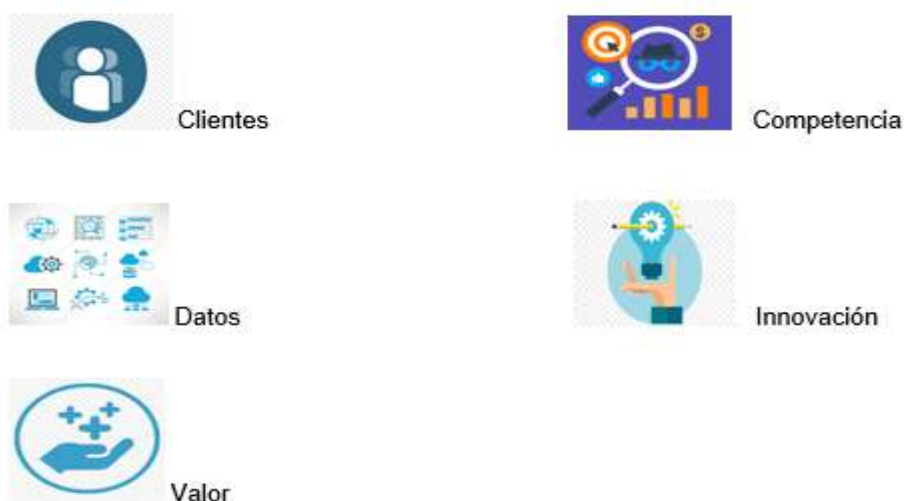 Clientes
Competencia
Datos
Innovación
Valor